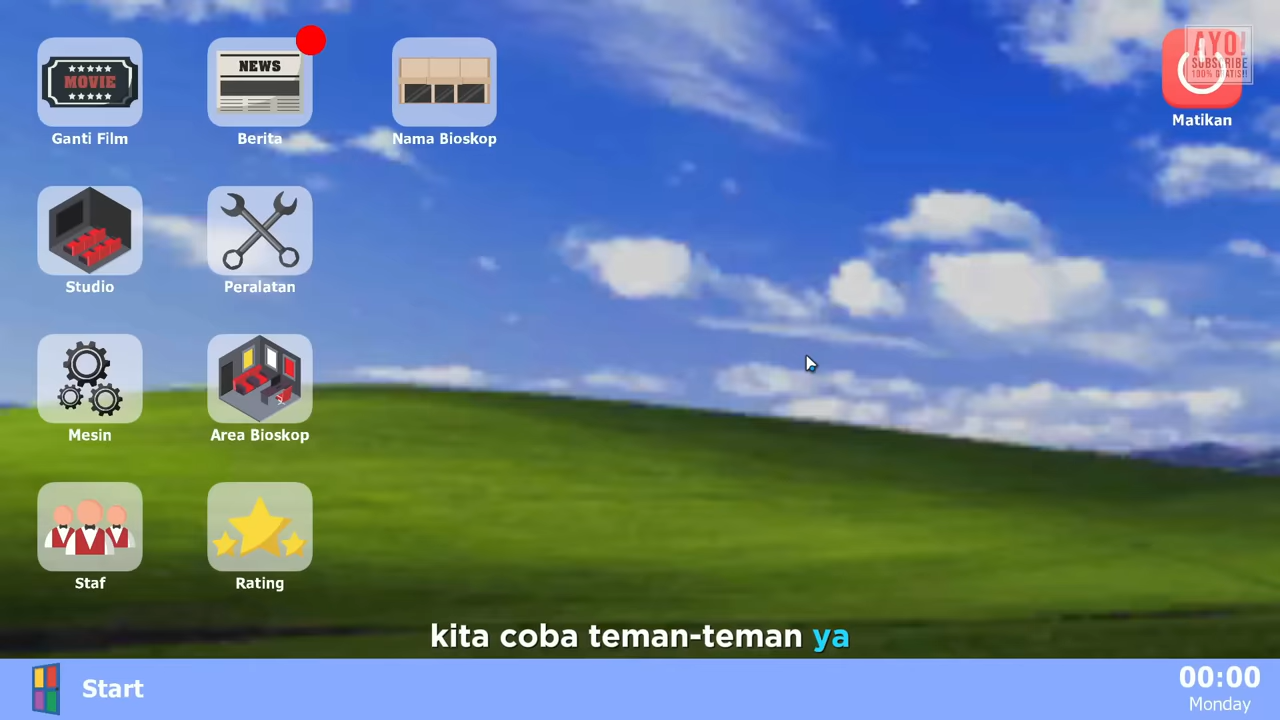 MOVIE
Ganti Film
NEWS
Berita
Nama Bioskop
AYO!
SUBSCRIBE
100% GRATIS!!
Matikan
Studio
Peralatan
Mesin
Area Bioskop
Staf
Rating
kita coba teman-teman ya
Start
00:00
Monday